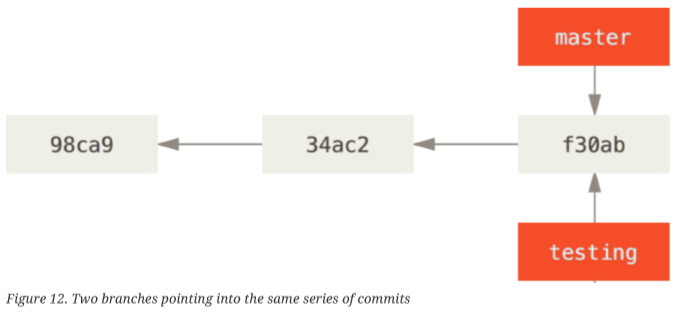 master
98ca9
34ac2
f30ab
testing
Figure 12. Two branches pointing into the same series of commits